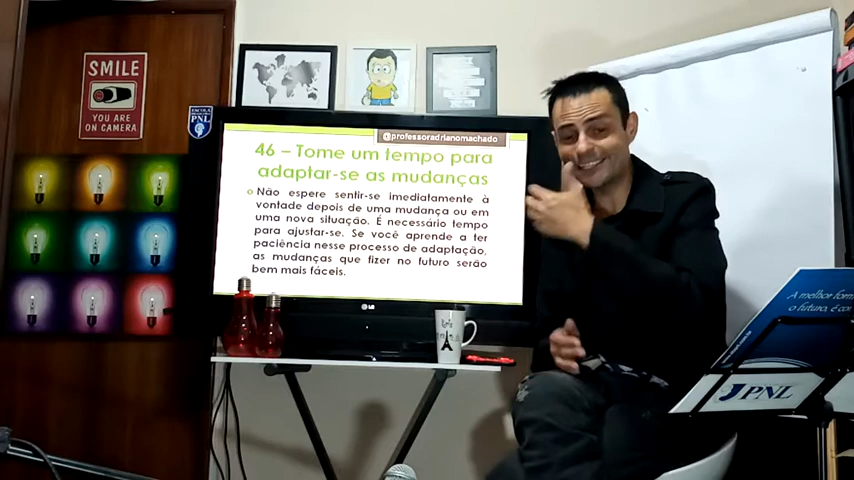 SMILE
YOU ARE
ON CAMERA
ESCOLA
PNL
@professoradrianomachado
46 – Tome um tempo para
adaptar-se as mudanças
Não espere sentir-se imediatamente à
vontade depois de uma mudança ou em
uma nova situação. É necessário tempo
para ajustar-se. Se você aprende a ter
paciência nesse processo de adaptação,
as mudanças que fizer no futuro serão
bem mais fáceis.
LG
A melhor form
o futuro, é cr
PNL